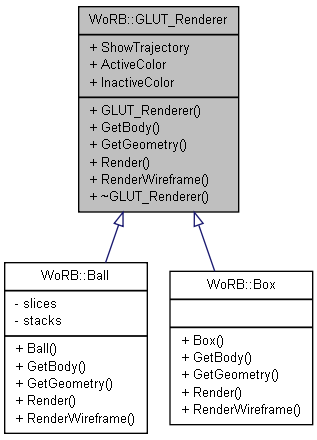 WoRB::GLUT_Renderer
+ ShowTrajectory
+ ActiveColor
+ InactiveColor
+ GLUT_Renderer()
+ GetBody()
+ GetGeometry()
+ Render()
+ RenderWireframe()
+ ~GLUT_Renderer()
WoRB::Ball
- slices
- stacks
+ Ball()
+ GetBody()
+ GetGeometry()
+ Render()
+ RenderWireframe()
WoRB::Box
+ Box()
+ GetBody()
+ GetGeometry()
+ Render()
+ RenderWireframe()